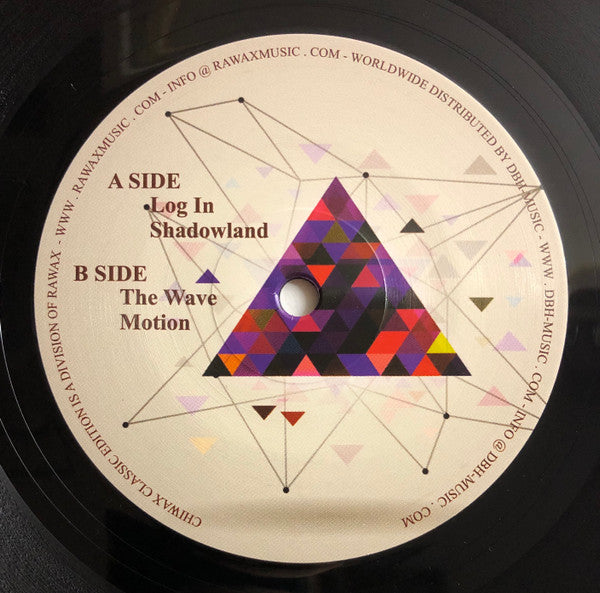 CHIWAX CLASSIC EDITION IS A DIVISION OF RAWAX - WWW . RAWAXMUSIC . COM - INFO @ RAWAXMUSIC . COM - WORLDWIDE DISTRIBUTED BY DBH-MUSIC - WWW . DBH-MUSIC . COM - INFO @ DBH-MUSIC . COM
A SIDE
Log In
Shadowland
B SIDE
The Wave
Motion